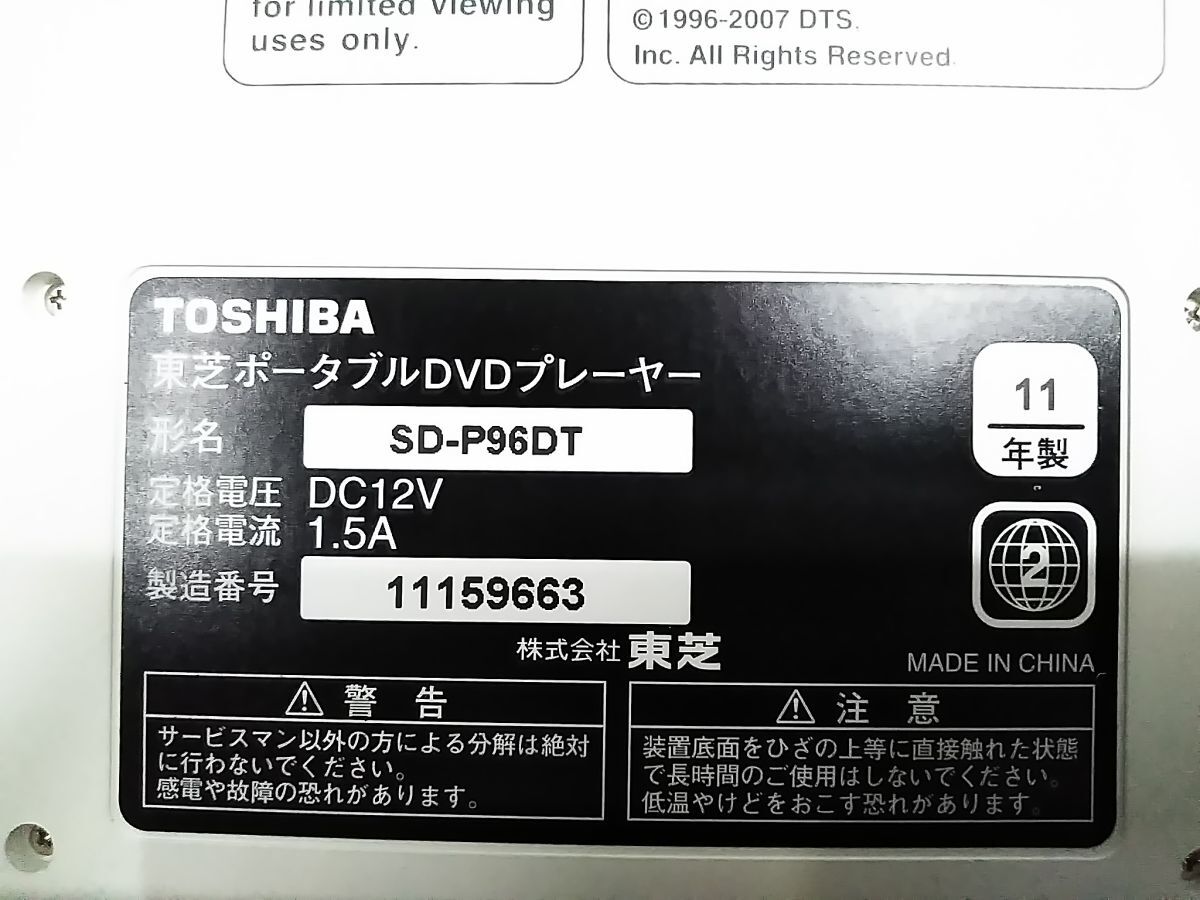 for limited viewing
uses only.
©1996-2007 DTS.
Inc. All Rights Reserved.
TOSHIBA
東芝ポータブルDVDプレーヤー
形名 SD-P96DT
定格電圧 DC12V
定格電流 1.5A
製造番号 11159663
11
年製
2
株式会社 東芝
MADE IN CHINA
⚠ 警 告
サービスマン以外の方による分解は絶対
に行わないでください。
感電や故障の恐れがあります。
⚠ 注 意
装置底面をひざの上等に直接触れた状態
で長時間のご使用はしないでください。
低温やけどをおこす恐れがあります。